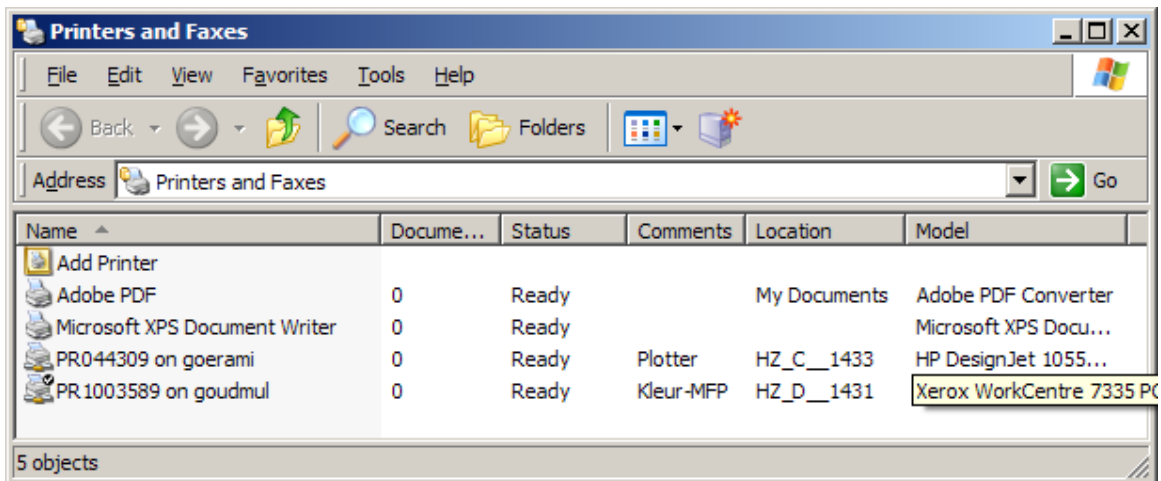 Printers and Faxes
File Edit View Favorites Tools Help
Back Search Folders
Address Printers and Faxes Go
Name Docume... Status Comments Location Model
Add Printer
Adobe PDF 0 Ready My Documents Adobe PDF Converter
Microsoft XPS Document Writer 0 Ready Microsoft XPS Docu...
PR044309 on goerami 0 Ready Plotter HZ_C__1433 HP DesignJet 1055...
PR1003589 on goudmul 0 Ready Kleur-MFP HZ_D__1431 Xerox WorkCentre 7335 PC
5 objects